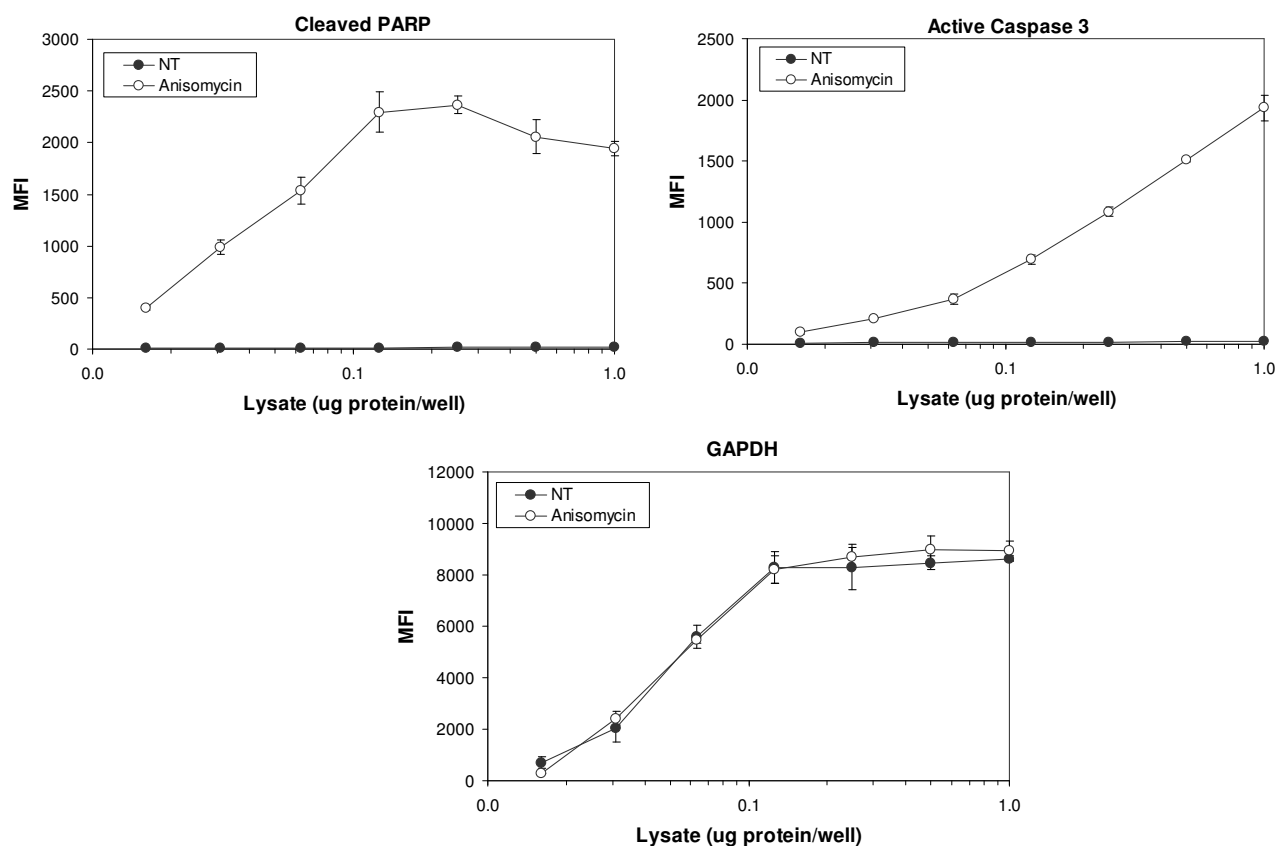 Cleaved PARP
3000
2500
2000
1500
1000
500
0
MFI
NT
Anisomycin
0.0 0.1 1.0
Lysate (ug protein/well)
Active Caspase 3
2500
2000
1500
1000
500
0
MFI
NT
Anisomycin
0.0 0.1 1.0
Lysate (ug protein/well)
GAPDH
12000
10000
8000
6000
4000
2000
0
MFI
NT
Anisomycin
0.0 0.1 1.0
Lysate (ug protein/well)